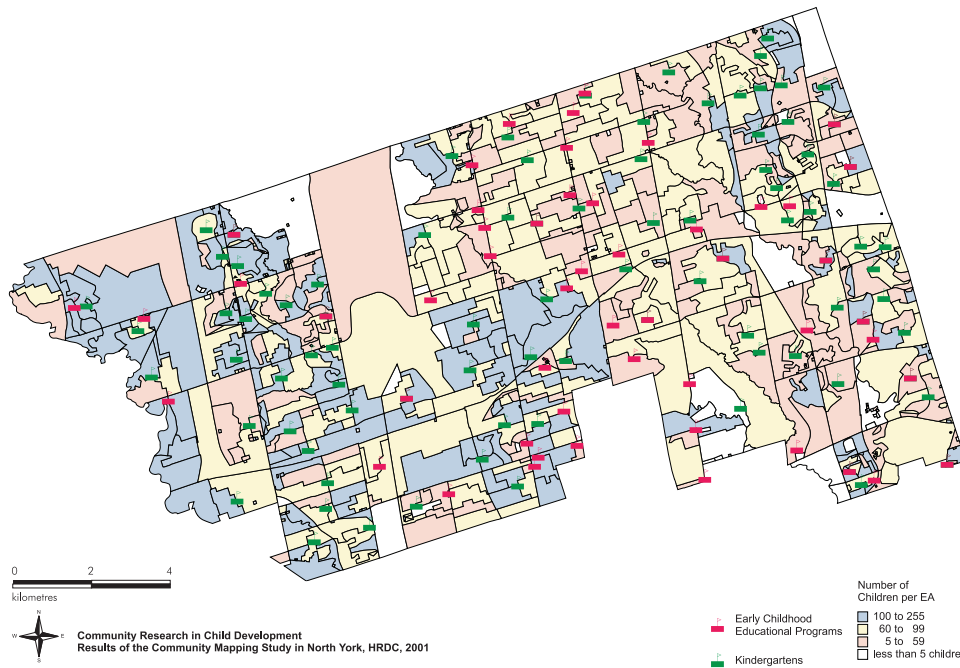 0 2 4
kilometres
N
W E
S
Community Research in Child Development
Results of the Community Mapping Study in North York, HRDC, 2001
Early Childhood
Educational Programs
Kindergartens
Number of
Children per EA
100 to 255
60 to 99
5 to 59
less than 5 childre